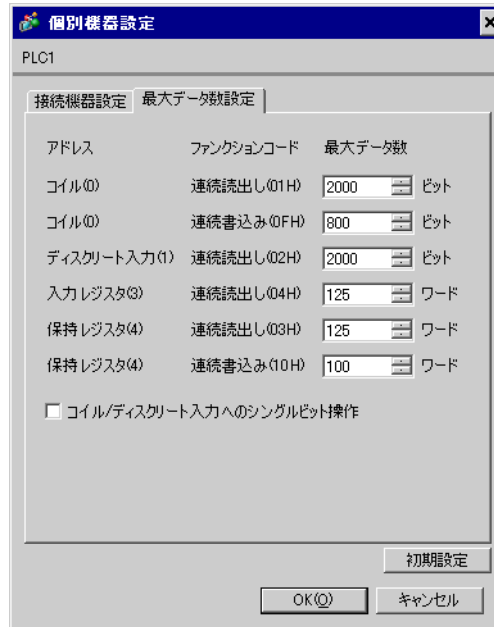 個別機器設定
PLC1
接続機器設定 最大データ数設定
アドレス ファンクションコード 最大データ数
コイル(0) 連続読出し(01H) 2000 ビット
コイル(0) 連続書込み(0FH) 800 ビット
ディスクリート入力(1) 連続読出し(02H) 2000 ビット
入力レジスタ(3) 連続読出し(04H) 125 ワード
保持レジスタ(4) 連続読出し(03H) 125 ワード
保持レジスタ(4) 連続書込み(10H) 100 ワード
コイル/ディスクリート入力へのシングルビット操作
初期設定
OK(O) キャンセル